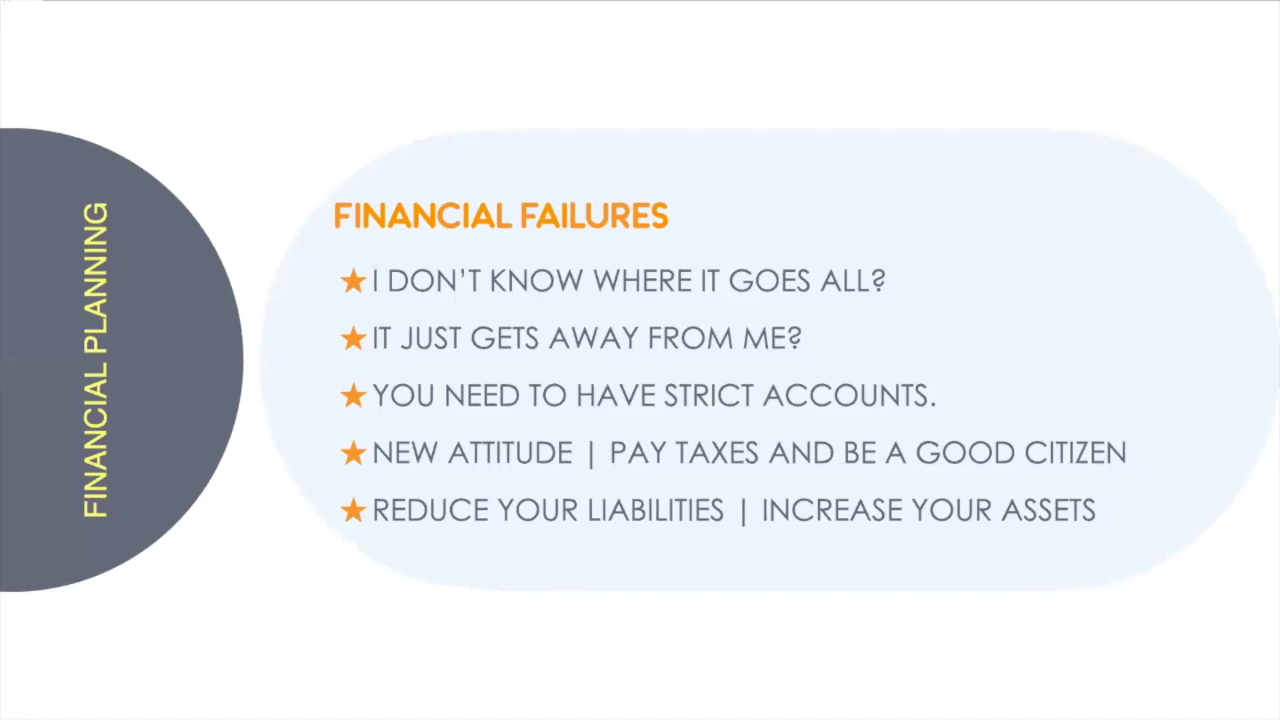 FINANCIAL PLANNING
FINANCIAL FAILURES
I DON'T KNOW WHERE IT GOES ALL?
IT JUST GETS AWAY FROM ME?
YOU NEED TO HAVE STRICT ACCOUNTS.
NEW ATTITUDE | PAY TAXES AND BE A GOOD CITIZEN
REDUCE YOUR LIABILITIES | INCREASE YOUR ASSETS